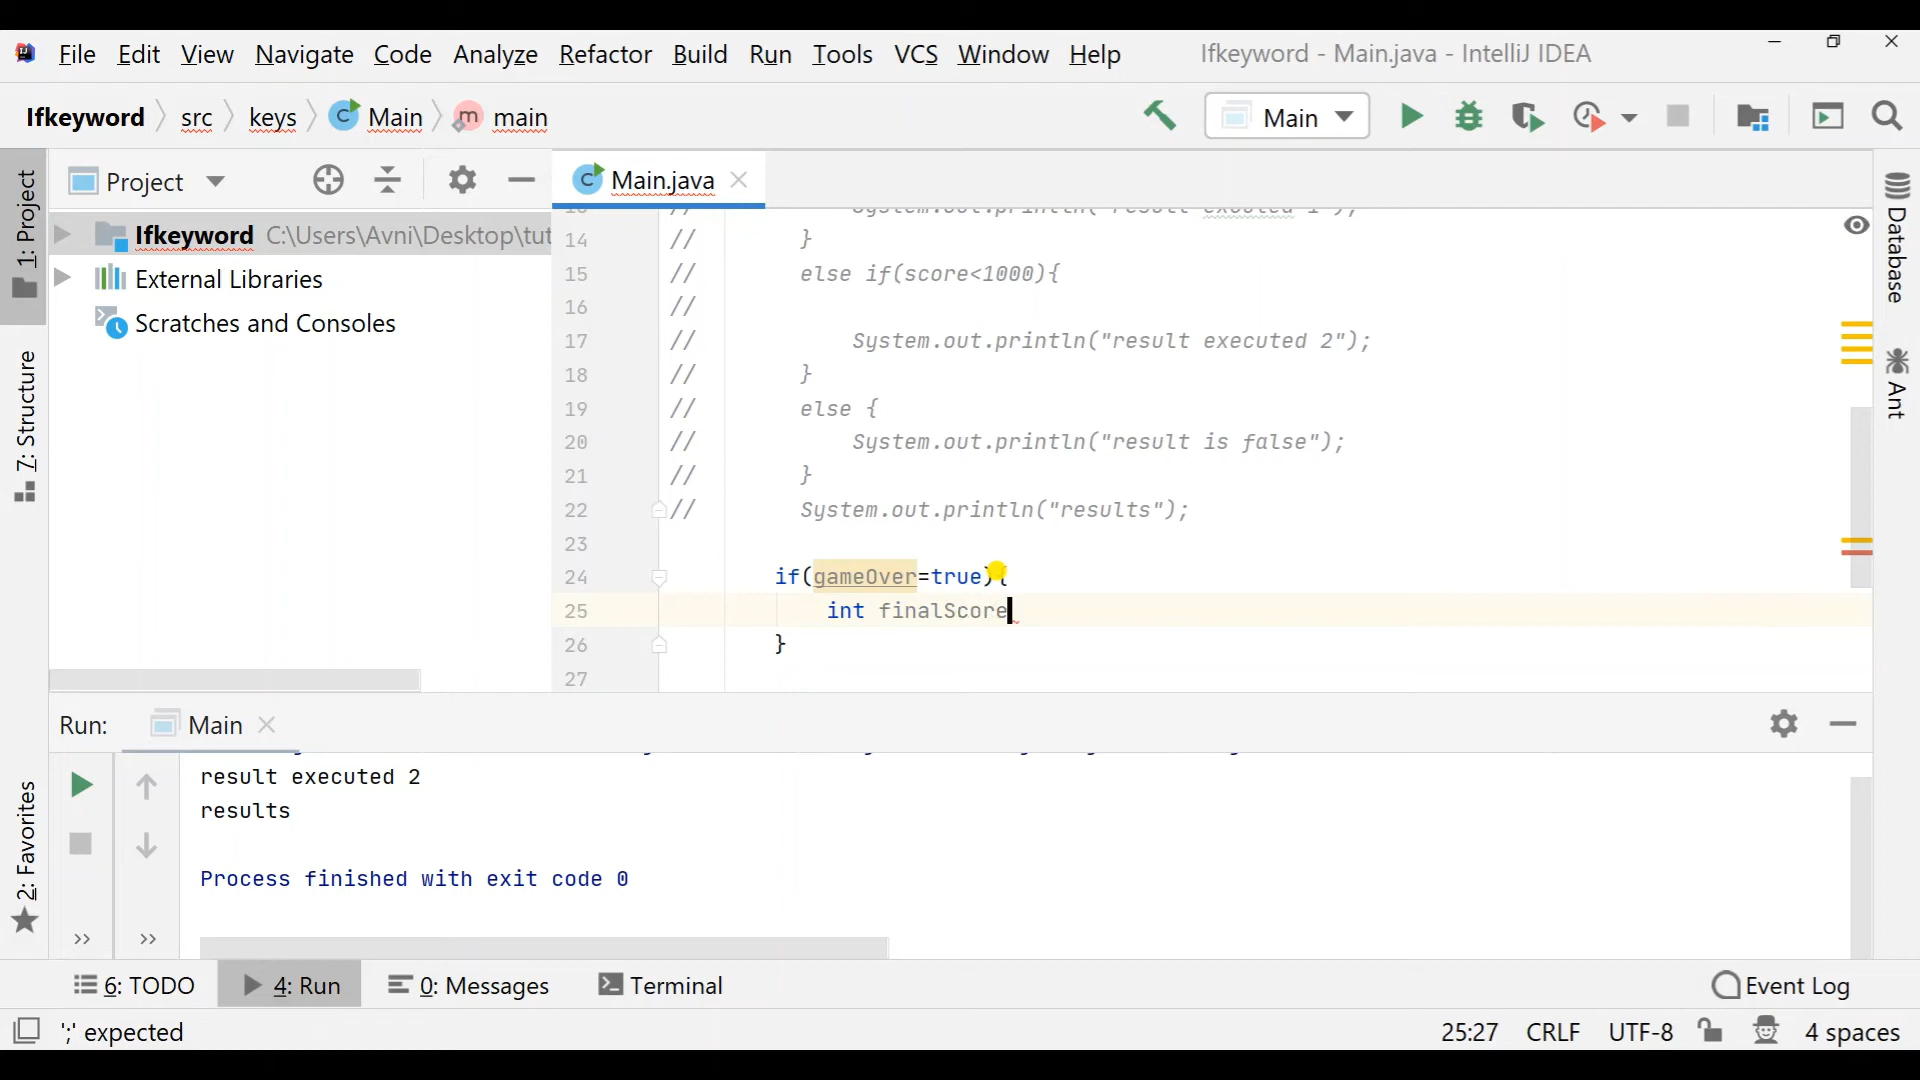 File Edit View Navigate Code Analyze Refactor Build Run Tools VCS Window Help Ifkeyword - Main.java - IntelliJ IDEA
Ifkeyword src keys Main main Main
1: Project
7: Structure
2: Favorites
Project
Ifkeyword C:\Users\Avni\Desktop\tut
External Libraries
Scratches and Consoles
Main.java
14 // }
15 // else if(score<1000){
16 //
17 // System.out.println("result executed 2");
18 // }
19 // else {
20 // System.out.println("result is false");
21 // }
22 // System.out.println("results");
23
24 if(gameOver=true){
25 int finalScore
26 }
27
Database
Ant
Run: Main
result executed 2
results
Process finished with exit code 0
6: TODO 4: Run 0: Messages Terminal Event Log
';' expected 25:27 CRLF UTF-8 4 spaces